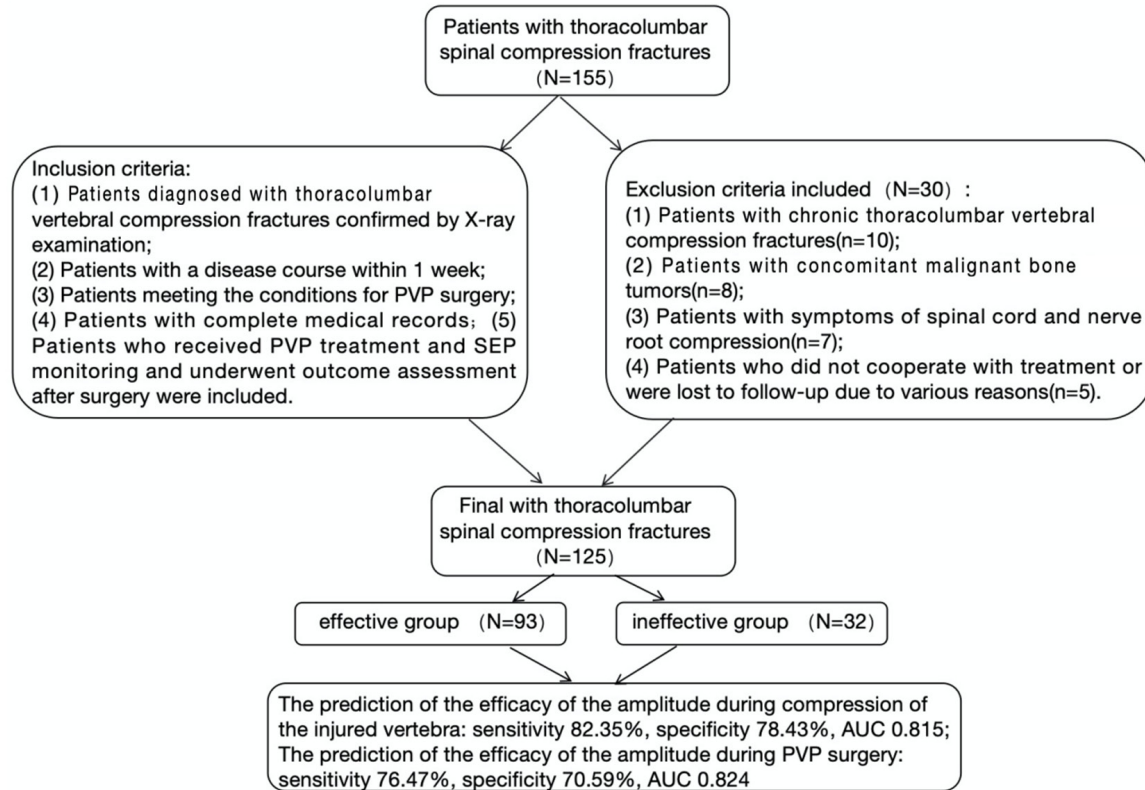 Patients with thoracolumbar
spinal compression fractures
（N=155）
Inclusion criteria:
(1) Patients diagnosed with thoracolumbar
vertebral compression fractures confirmed by X-ray
examination;
(2) Patients with a disease course within 1 week;
(3) Patients meeting the conditions for PVP surgery;
(4) Patients with complete medical records；(5)
Patients who received PVP treatment and SEP
monitoring and underwent outcome assessment
after surgery were included.
Exclusion criteria included （N=30）：
(1) Patients with chronic thoracolumbar vertebral
compression fractures(n=10);
(2) Patients with concomitant malignant bone
tumors(n=8);
(3) Patients with symptoms of spinal cord and nerve
root compression(n=7);
(4) Patients who did not cooperate with treatment or
were lost to follow-up due to various reasons(n=5).
Final with thoracolumbar
spinal compression fractures
（N=125）
effective group （N=93）
ineffective group （N=32）
The prediction of the efficacy of the amplitude during compression of
the injured vertebra: sensitivity 82.35%, specificity 78.43%, AUC 0.815;
The prediction of the efficacy of the amplitude during PVP surgery:
sensitivity 76.47%, specificity 70.59%, AUC 0.824